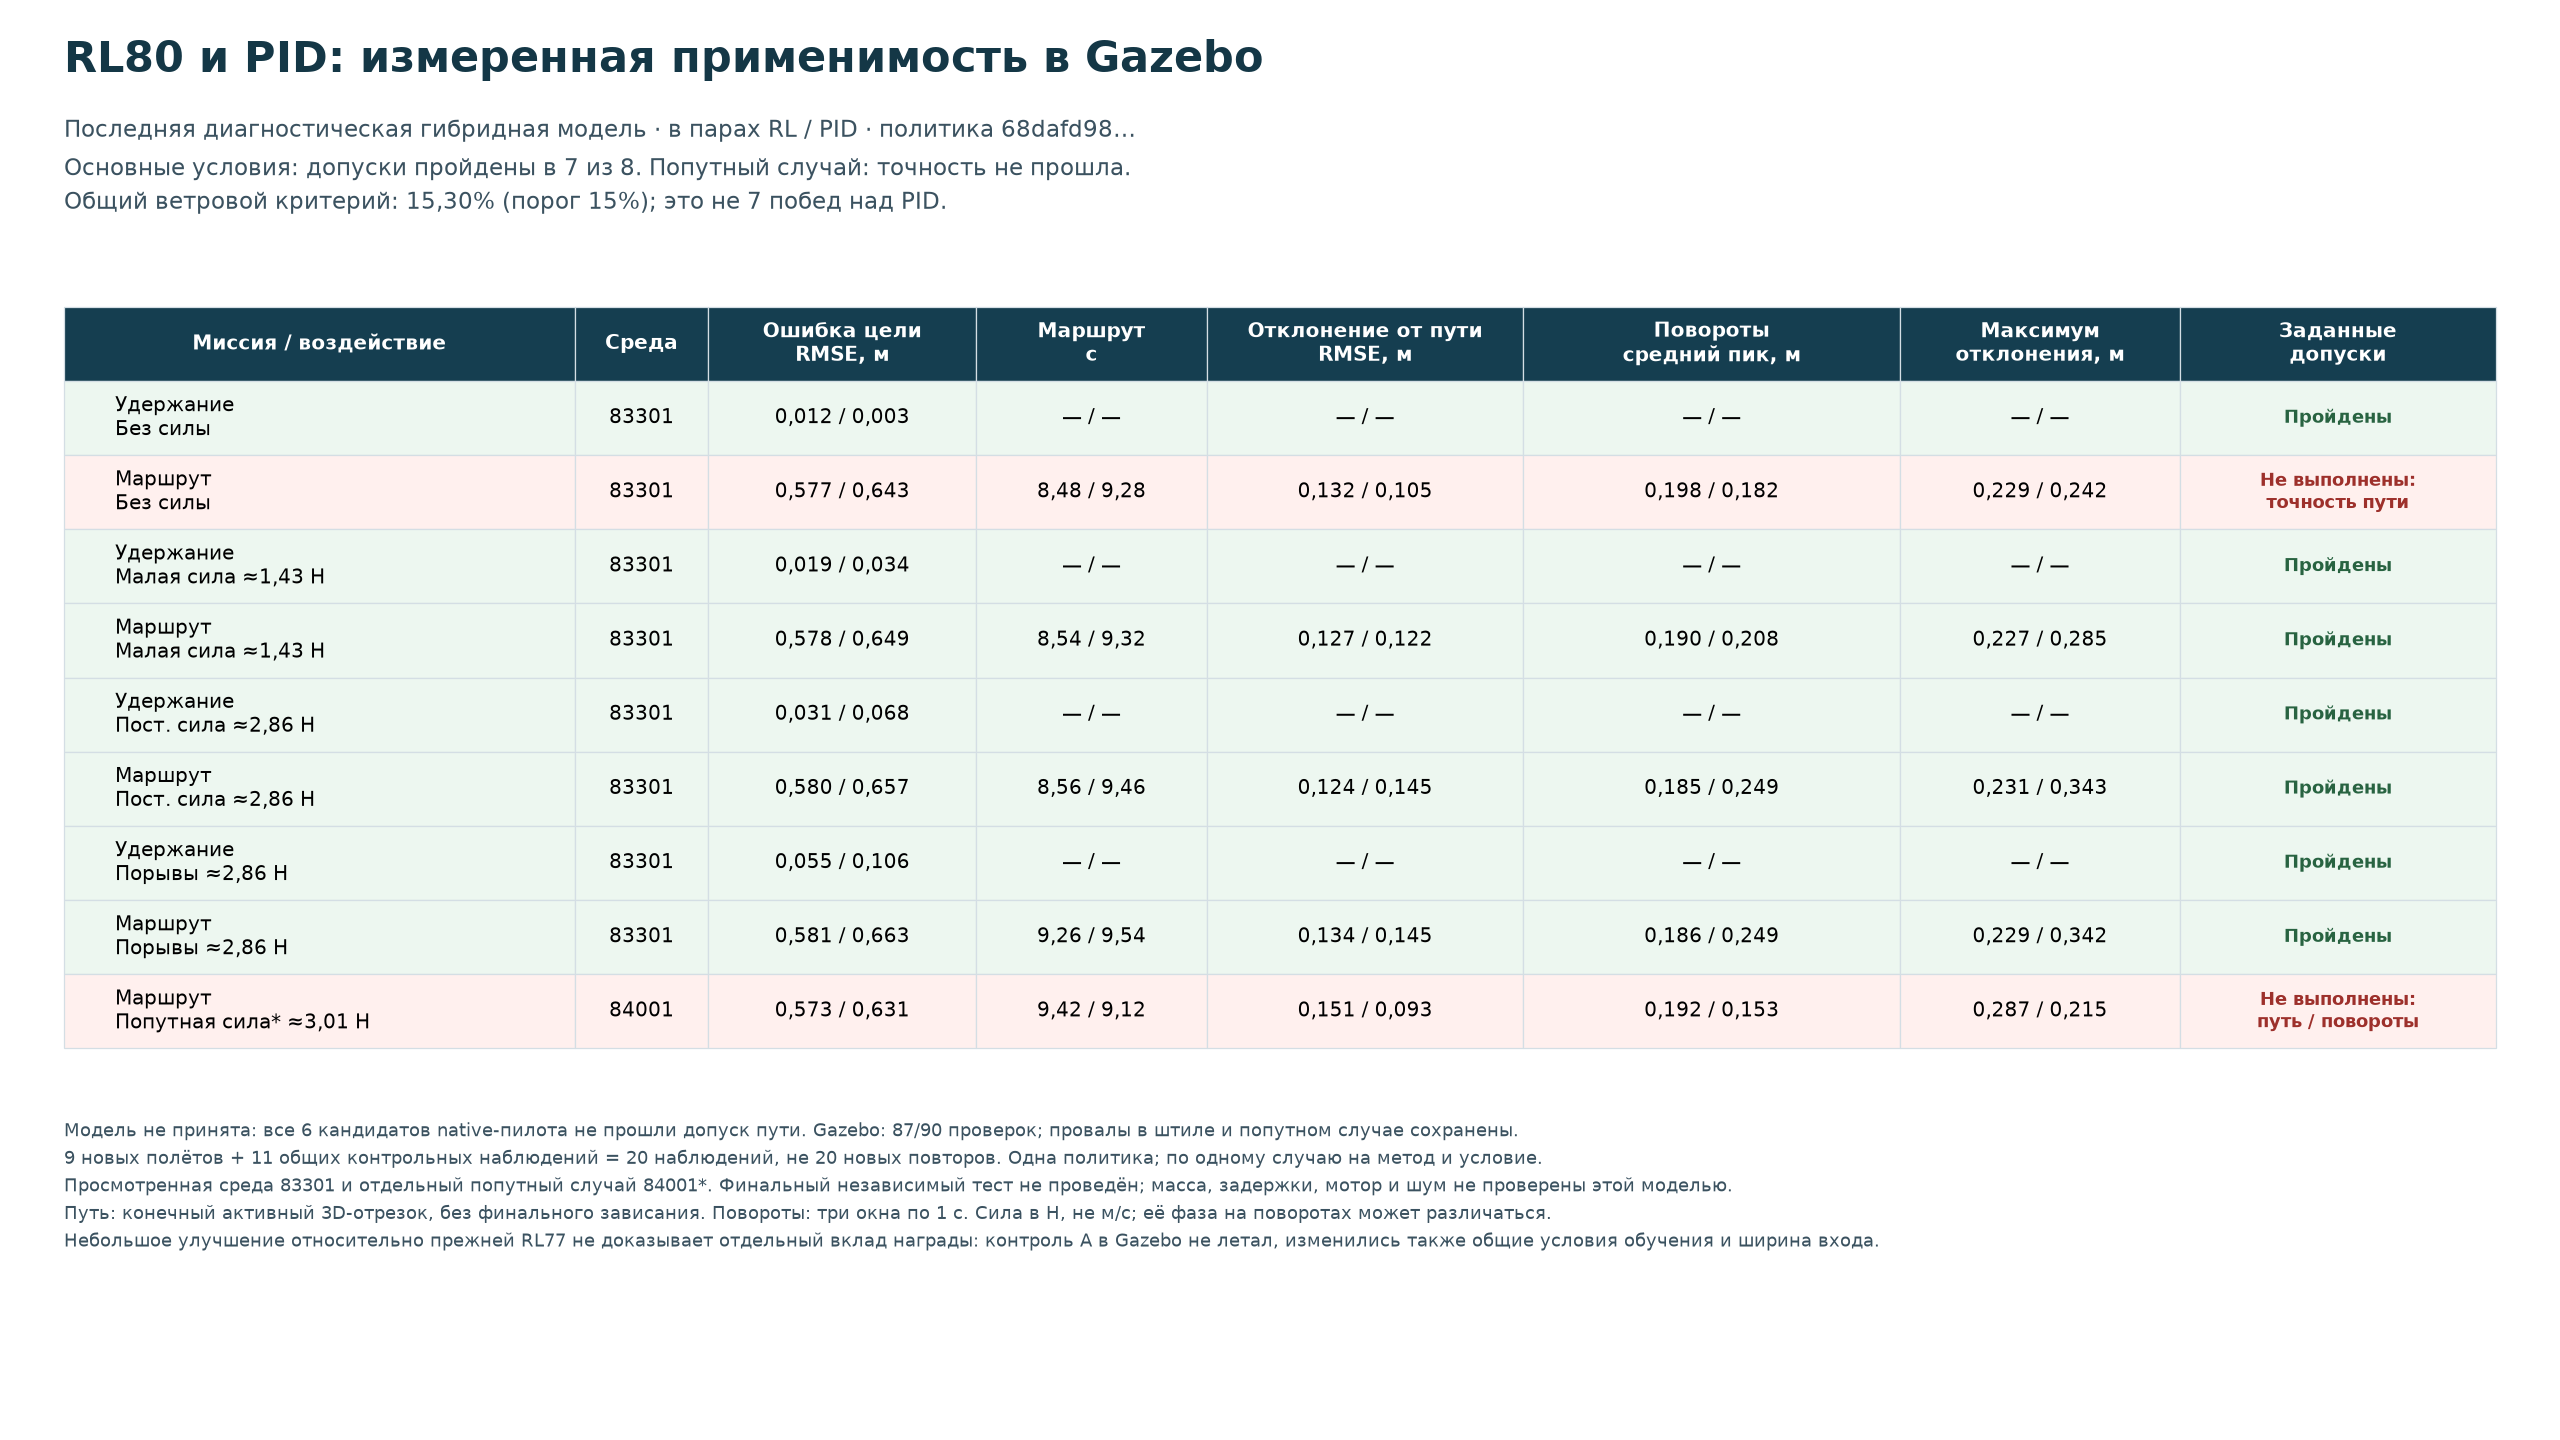 RL80 и PID: измеренная применимость в Gazebo
Последняя диагностическая гибридная модель · в парах RL / PID · политика 68dafd98…
Основные условия: допуски пройдены в 7 из 8. Попутный случай: точность не прошла.
Общий ветровой критерий: 15,30% (порог 15%); это не 7 побед над PID.
Миссия / воздействие
Среда
Ошибка цели
RMSE, м
Маршрут
с
Отклонение от пути
RMSE, м
Повороты
средний пик, м
Максимум
отклонения, м
Заданные
допуски
Удержание
Без силы
83301
0,012 / 0,003
— / —
— / —
— / —
— / —
Пройдены
Маршрут
Без силы
83301
0,577 / 0,643
8,48 / 9,28
0,132 / 0,105
0,198 / 0,182
0,229 / 0,242
Не выполнены:
точность пути
Удержание
Малая сила ≈1,43 Н
83301
0,019 / 0,034
— / —
— / —
— / —
— / —
Пройдены
Маршрут
Малая сила ≈1,43 Н
83301
0,578 / 0,649
8,54 / 9,32
0,127 / 0,122
0,190 / 0,208
0,227 / 0,285
Пройдены
Удержание
Пост. сила ≈2,86 Н
83301
0,031 / 0,068
— / —
— / —
— / —
— / —
Пройдены
Маршрут
Пост. сила ≈2,86 Н
83301
0,580 / 0,657
8,56 / 9,46
0,124 / 0,145
0,185 / 0,249
0,231 / 0,343
Пройдены
Удержание
Порывы ≈2,86 Н
83301
0,055 / 0,106
— / —
— / —
— / —
— / —
Пройдены
Маршрут
Порывы ≈2,86 Н
83301
0,581 / 0,663
9,26 / 9,54
0,134 / 0,145
0,186 / 0,249
0,229 / 0,342
Пройдены
Маршрут
Попутная сила* ≈3,01 Н
84001
0,573 / 0,631
9,42 / 9,12
0,151 / 0,093
0,192 / 0,153
0,287 / 0,215
Не выполнены:
путь / повороты
Модель не принята: все 6 кандидатов native-пилота не прошли допуск пути. Gazebo: 87/90 проверок; провалы в штиле и попутном случае сохранены.
9 новых полётов + 11 общих контрольных наблюдений = 20 наблюдений, не 20 новых повторов. Одна политика; по одному случаю на метод и условие.
Просмотренная среда 83301 и отдельный попутный случай 84001*. Финальный независимый тест не проведён; масса, задержки, мотор и шум не проверены этой моделью.
Путь: конечный активный 3D-отрезок, без финального зависания. Повороты: три окна по 1 с. Сила в Н, не м/с; её фаза на поворотах может различаться.
Небольшое улучшение относительно прежней RL77 не доказывает отдельный вклад награды: контроль A в Gazebo не летал, изменились также общие условия обучения и ширина входа.